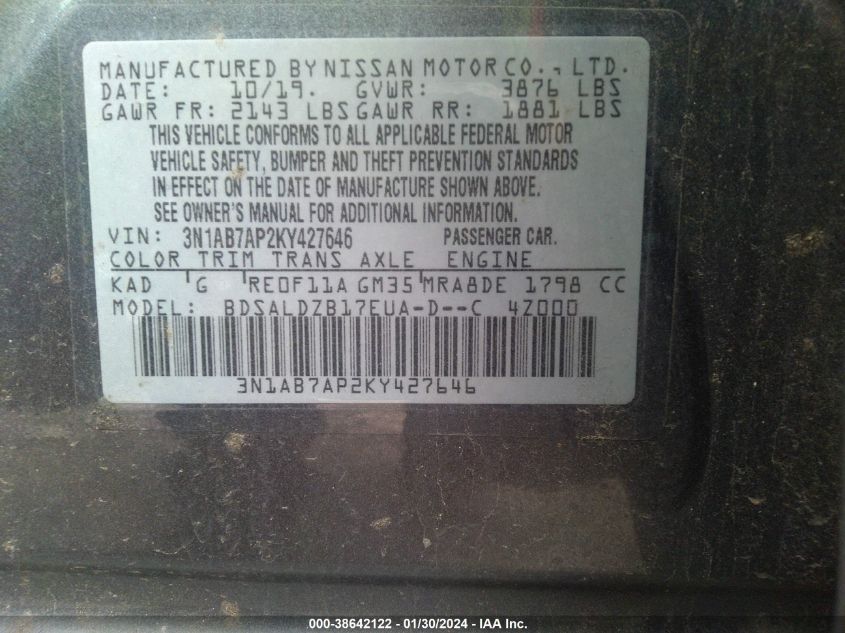 MANUFACTURED BY NISSAN MOTOR CO., LTD.
DATE: 10/19. GVWR: 3876 LBS
GAWR FR: 2143 LBS GAWR RR: 1881 LBS
THIS VEHICLE CONFORMS TO ALL APPLICABLE FEDERAL MOTOR
VEHICLE SAFETY, BUMPER AND THEFT PREVENTION STANDARDS
IN EFFECT ON THE DATE OF MANUFACTURE SHOWN ABOVE.
SEE OWNER'S MANUAL FOR ADDITIONAL INFORMATION.
VIN: 3N1AB7AP2KY427646 PASSENGER CAR.
COLOR TRIM TRANS AXLE ENGINE
KAD G RE0F11A GM35 MRA8DE 1798 CC
MODEL: BDSALDZB17EUA-D--C 4Z000
3N1AB7AP2KY427646
000-38642122 - 01/30/2024 - IAA Inc.